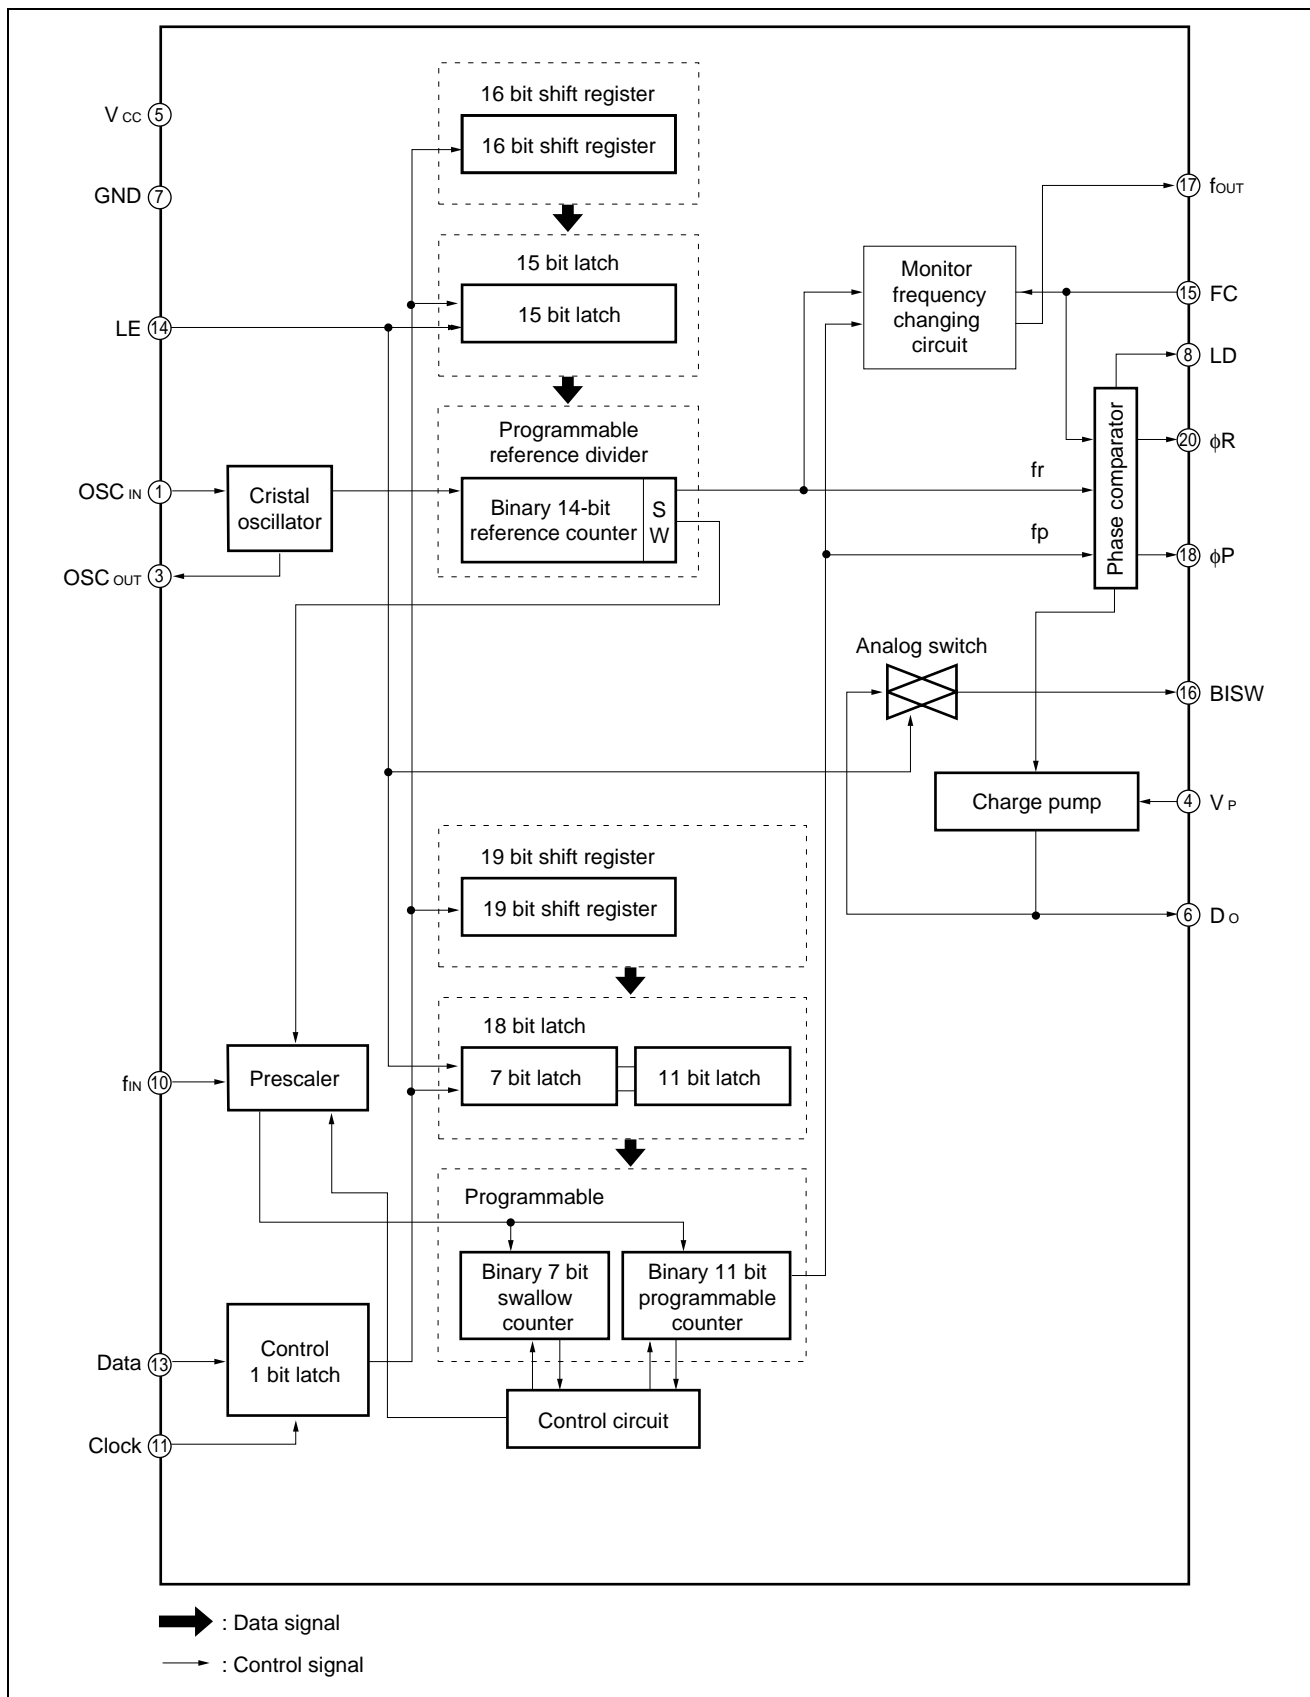 16 bit shift register
16 bit shift register
VCC 5
GND 7
17 fOUT
15 bit latch
15 bit latch
Monitor
frequency
changing
circuit
15 FC
LE 14
8 LD
Programmable
reference divider
Phase comparator
20 ϕR
OSC IN 1
Cristal
oscillator
Binary 14-bit
reference counter
S
W
fr
fp
18 ϕP
OSC OUT 3
Analog switch
16 BISW
Charge pump
4 VP
19 bit shift register
19 bit shift register
6 DO
18 bit latch
fIN 10
Prescaler
7 bit latch
11 bit latch
Programmable
Binary 7 bit
swallow
counter
Binary 11 bit
programmable
counter
Data 13
Control
1 bit latch
Control circuit
Clock 11
: Data signal
: Control signal